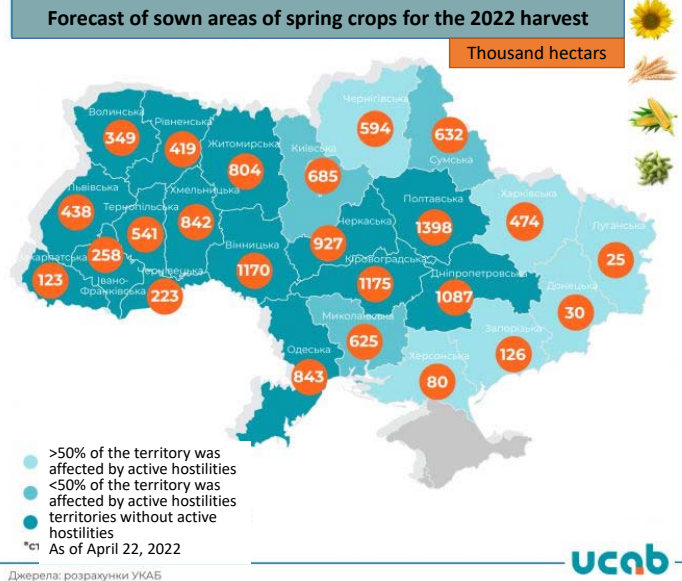 Forecast of sown areas of spring crops for the 2022 harvest
Thousand hectars
Чернігівська
594
632
Сумська
Волинська
349
Рівненська
419
Житомирська
804
Київська
685
Львівська
438
Тернопільська
541
Хмельницька
842
Полтавська
1398
Харківська
474
Луганська
25
Черкаська
927
258
Івано-
Франківська
123
Чернівецька
223
Вінницька
1170
Кіровоградська
1175
Дніпропетровська
1087
Донецька
30
Миколаївська
625
Запорізька
126
Одеська
843
Херсонська
80
>50% of the territory was
affected by active hostilities
<50% of the territory was
affected by active hostilities
territories without active
hostilities
As of April 22, 2022
ucab
Джерела: розрахунки УКАБ